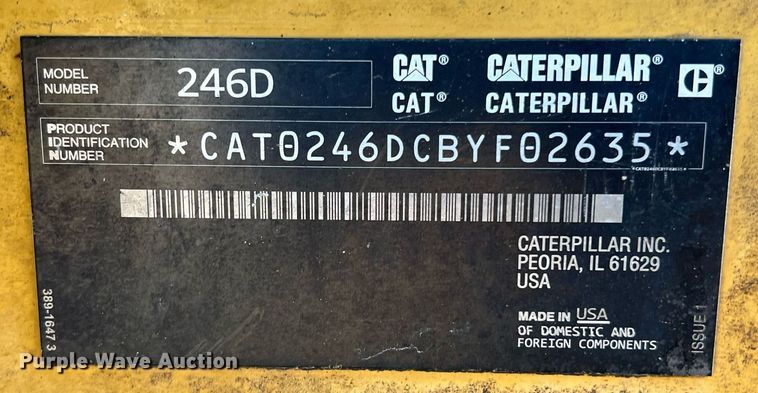 MODEL
NUMBER
246D
CAT® CATERPILLAR®
CAT® CATERPILLAR®
C
PRODUCT
IDENTIFICATION
NUMBER
*CAT0246DCBYF02635*
*CAT0246DCBYF02635*
CATERPILLAR INC.
PEORIA, IL 61629
USA
MADE IN USA
OF DOMESTIC AND
FOREIGN COMPONENTS
389-1647 3
ISSUE 1
Purple Wave Auction